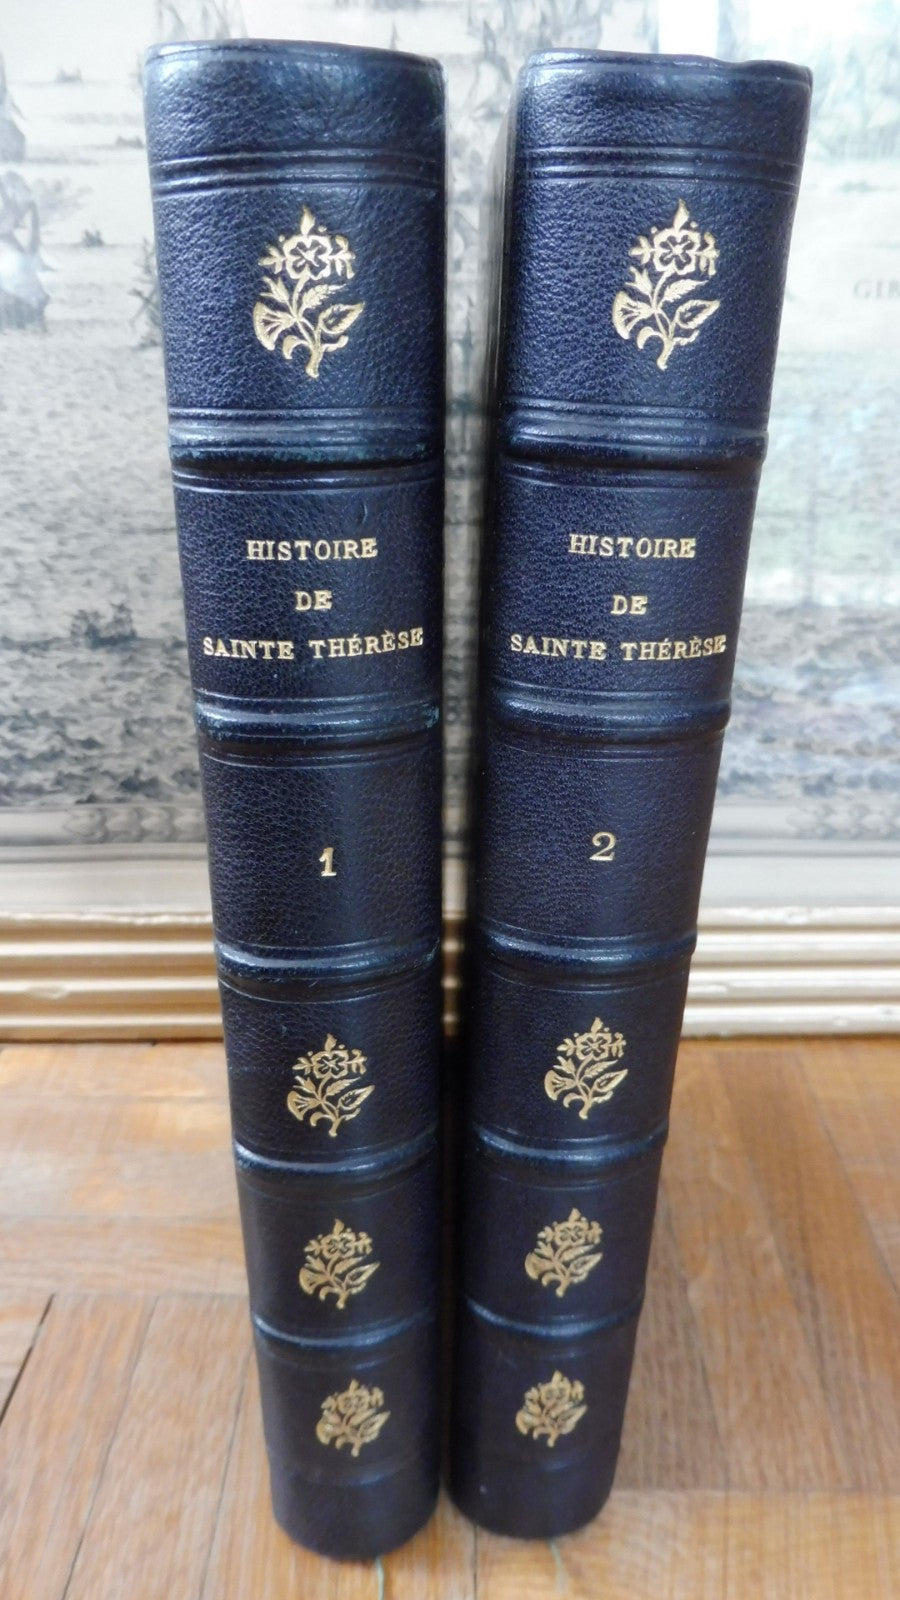 HISTOIRE
DE
SAINTE THÉRÈSE
1
HISTOIRE
DE
SAINTE THÉRÈSE
2